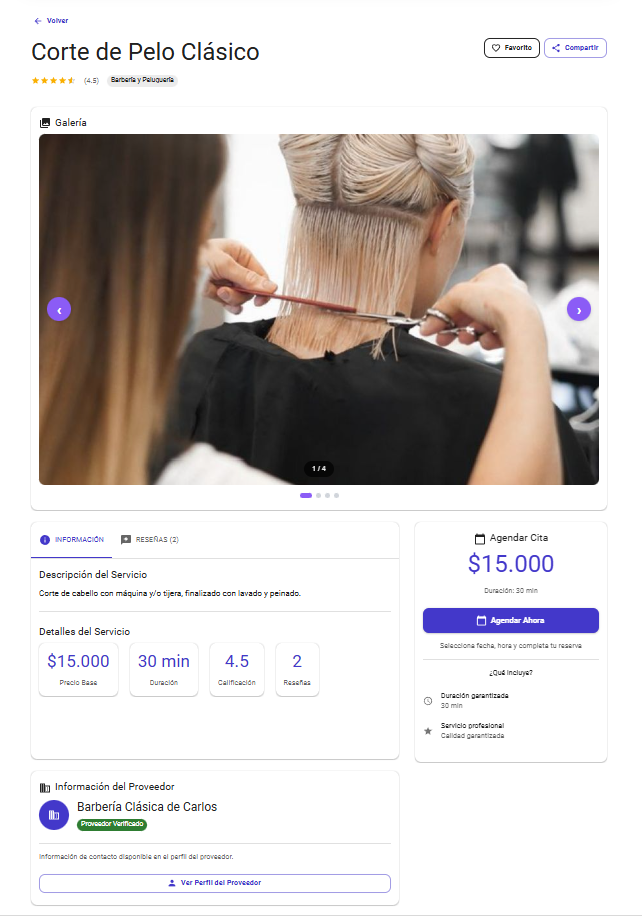 Volver
Corte de Pelo Clásico
Favorito
Compartir
(4.5)
Barbería y Peluquería
Galería
‹
›
1 / 4
INFORMACIÓN
RESEÑAS (2)
Descripción del Servicio
Corte de cabello con máquina y/o tijera, finalizado con lavado y peinado.
Detalles del Servicio
$15.000
30 min
4.5
2
Precio Base
Duración
Calificación
Reseñas
Agendar Cita
$15.000
Duración: 30 min
Agendar Ahora
Selecciona fecha, hora y completa tu reserva
¿Qué incluye?
Duración garantizada
30 min
Servicio profesional
Calidad garantizada
Información del Proveedor
Barbería Clásica de Carlos
Proveedor Verificado
Información de contacto disponible en el perfil del proveedor.
Ver Perfil del Proveedor